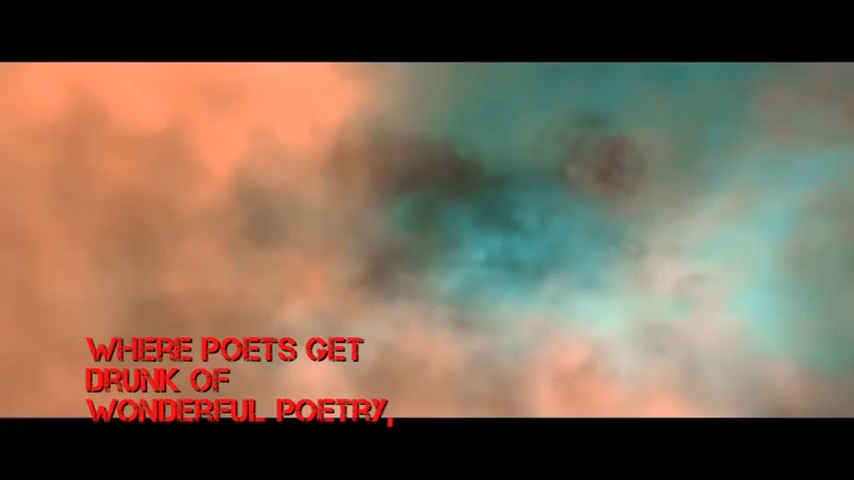 WHERE POETS GET
DRUNK OF
WONDERFUL POETRY,